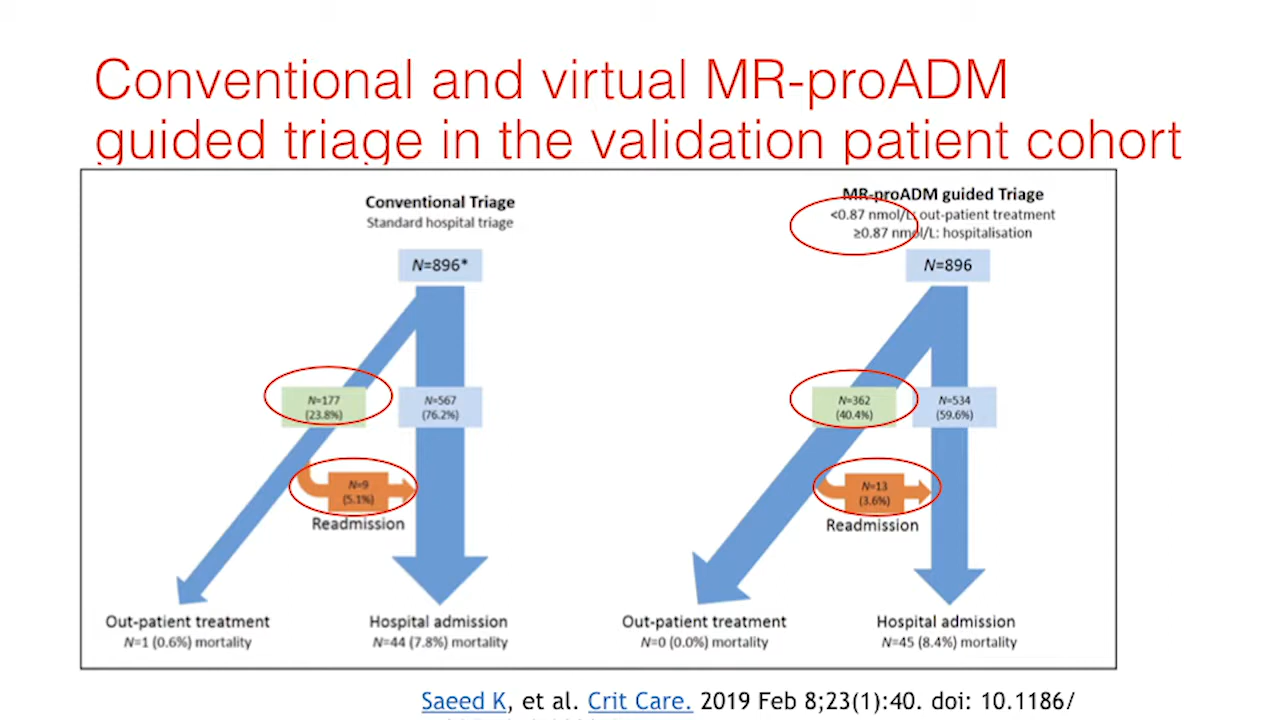 Conventional and virtual MR-proADM
guided triage in the validation patient cohort
Conventional Triage
Standard hospital triage
N=896*
N=177
(23.8%)
N=567
(76.2%)
N=9
(5.1%)
Readmission
Out-patient treatment
N=1 (0.6%) mortality
Hospital admission
N=44 (7.8%) mortality
MR-proADM guided Triage
<0.87 nmol/L: out-patient treatment
≥0.87 nmol/L: hospitalisation
N=896
N=362
(40.4%)
N=534
(59.6%)
N=13
(3.6%)
Readmission
Out-patient treatment
N=0 (0.0%) mortality
Hospital admission
N=45 (8.4%) mortality
Saeed K, et al. Crit Care. 2019 Feb 8;23(1):40. doi: 10.1186/